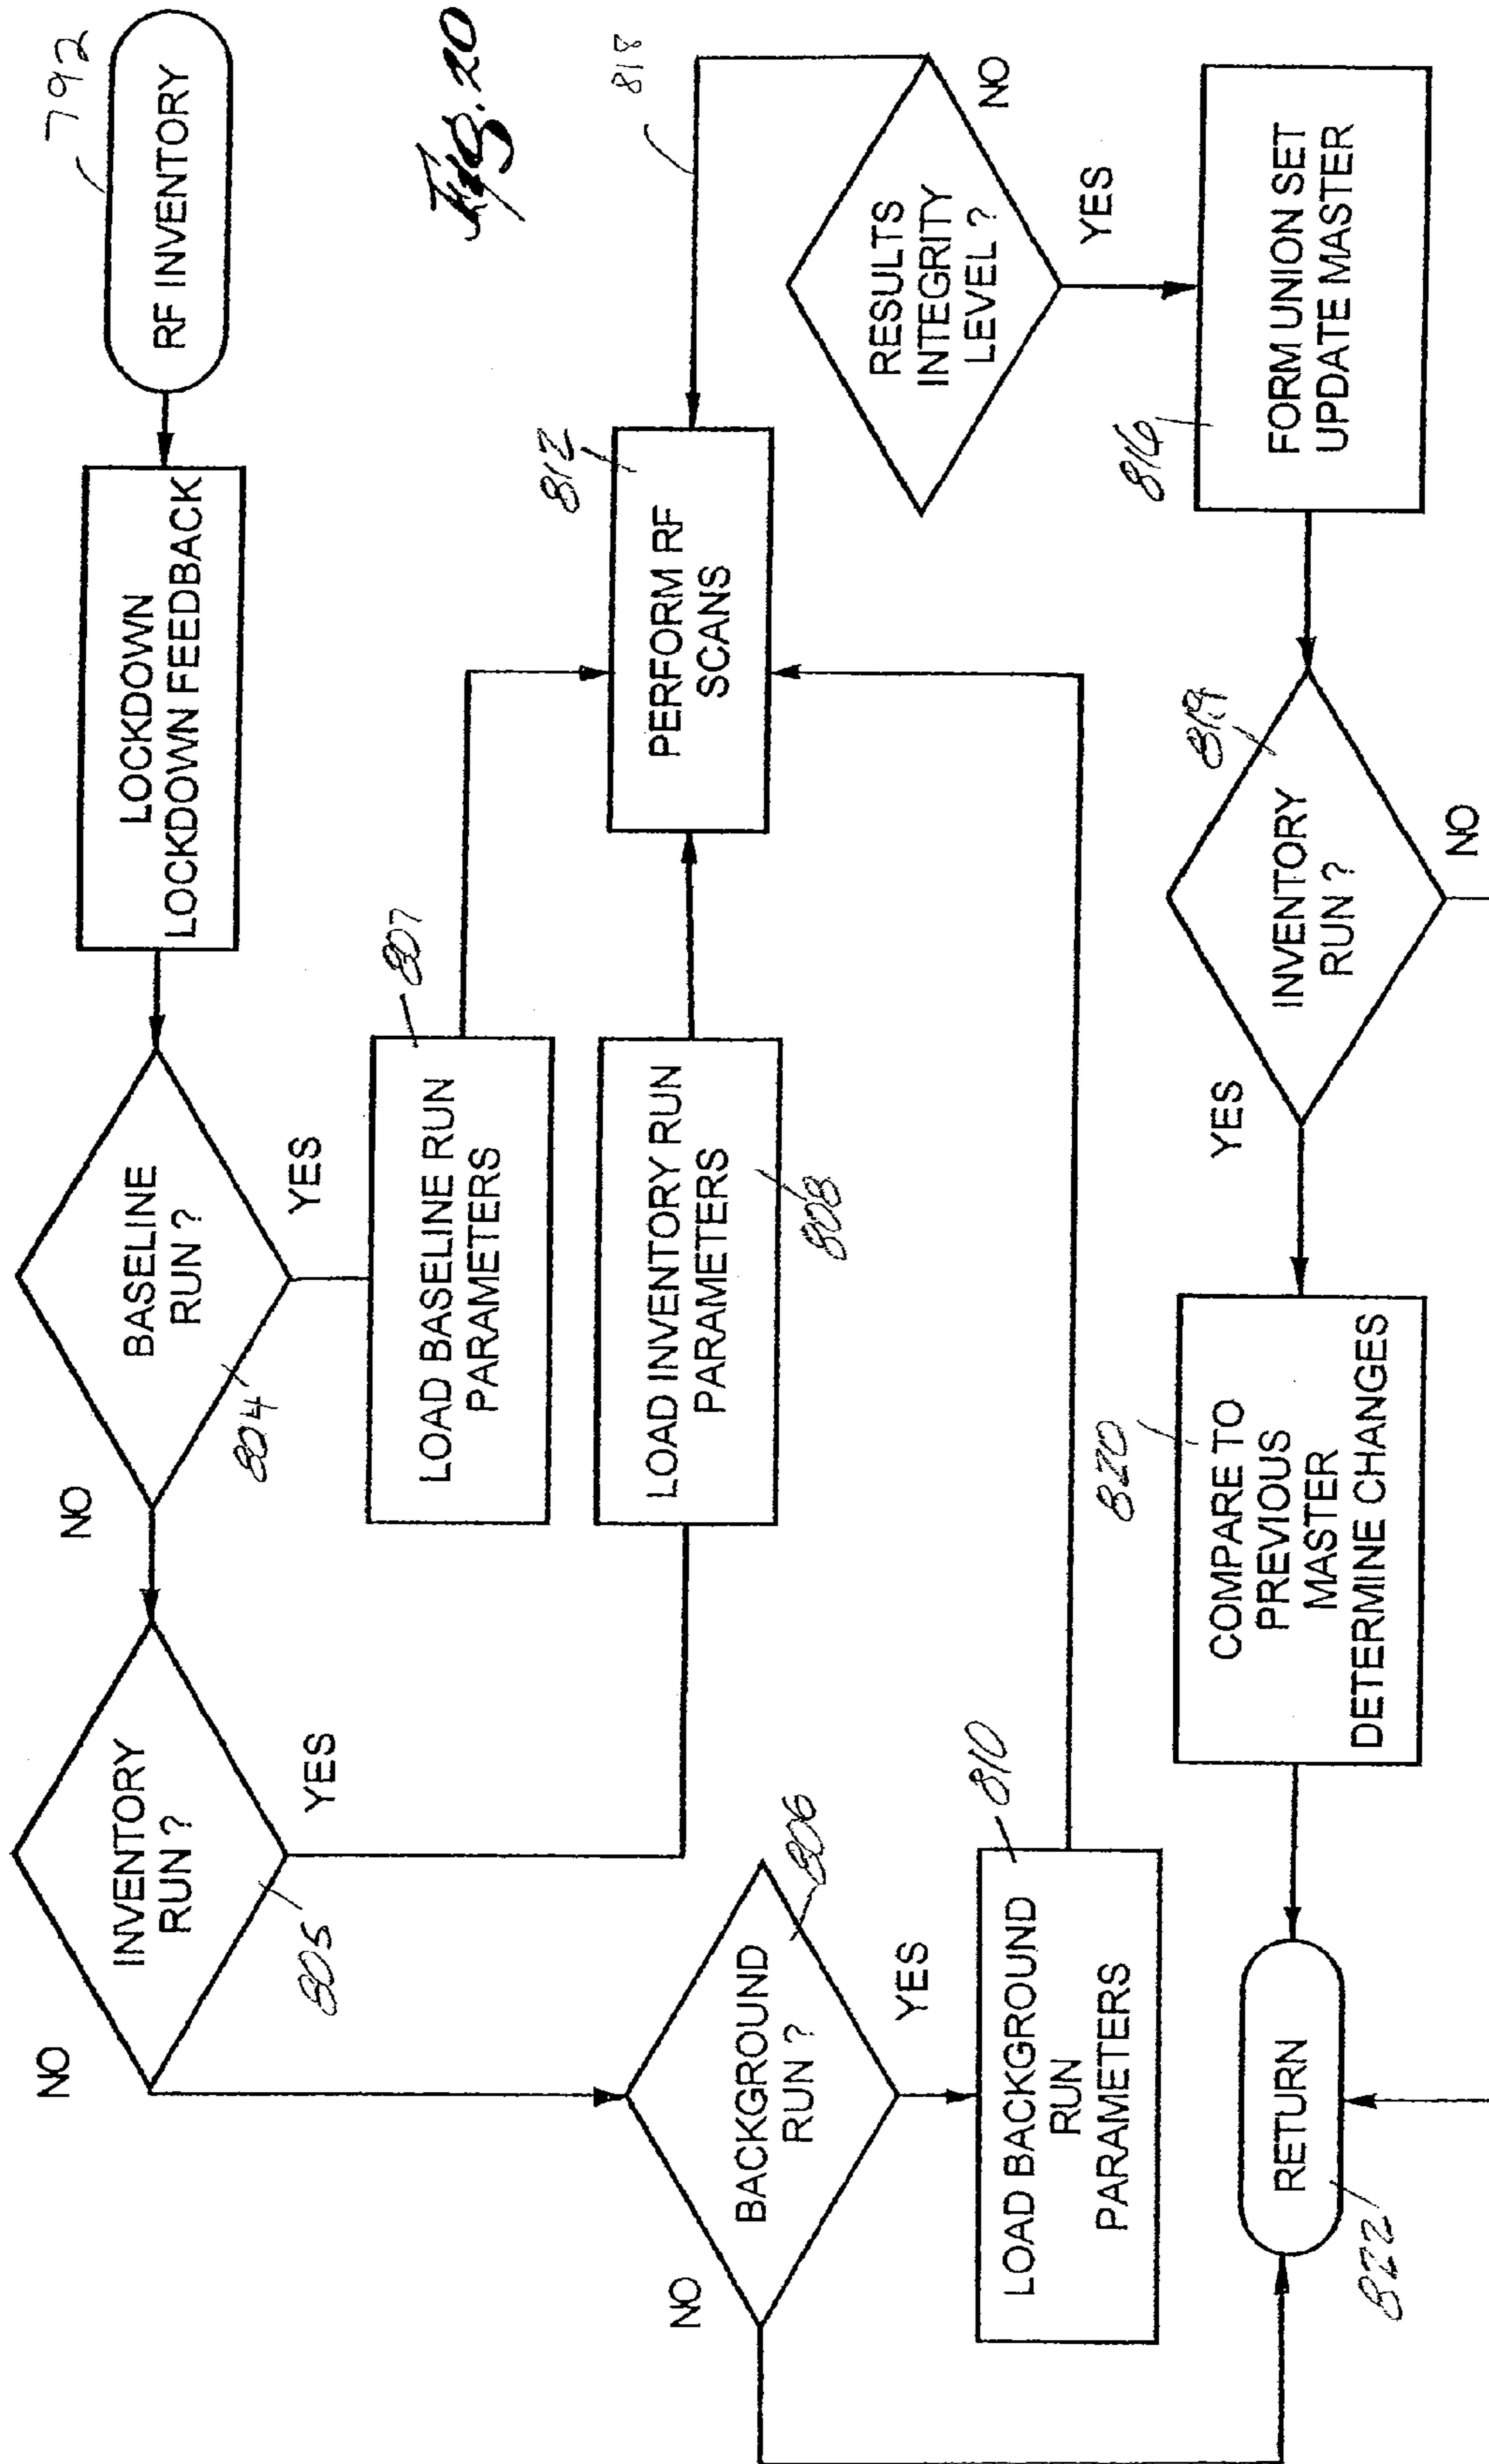 792
RF INVENTORY
Fig. 20
LOCKDOWN
LOCKDOWN FEEDBACK
BASELINE
RUN ?
804
YES
NO
807
LOAD BASELINE RUN
PARAMETERS
INVENTORY
RUN ?
805
YES
NO
LOAD INVENTORY RUN
PARAMETERS
808
BACKGROUND
RUN ?
806
YES
NO
810
LOAD BACKGROUND
RUN
PARAMETERS
812
PERFORM RF
SCANS
818
RESULTS
INTEGRITY
LEVEL ?
NO
YES
816
FORM UNION SET
UPDATE MASTER
819
INVENTORY
RUN ?
YES
NO
820
COMPARE TO
PREVIOUS
MASTER
DETERMINE CHANGES
RETURN
822